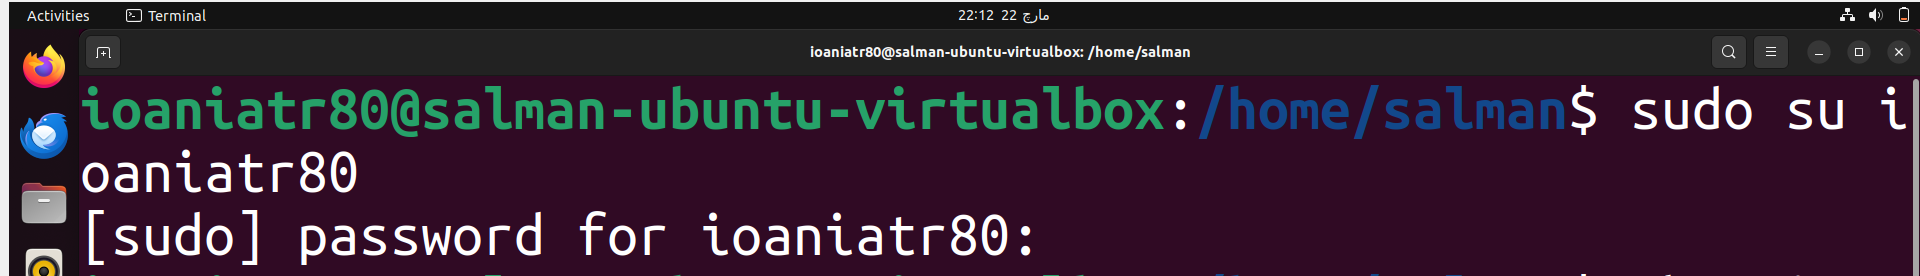 Activities Terminal 22:12 22 مارچ
ioaniatr80@salman-ubuntu-virtualbox: /home/salman
ioaniatr80@salman-ubuntu-virtualbox:/home/salman$ sudo su i
oaniatr80
[sudo] password for ioaniatr80: